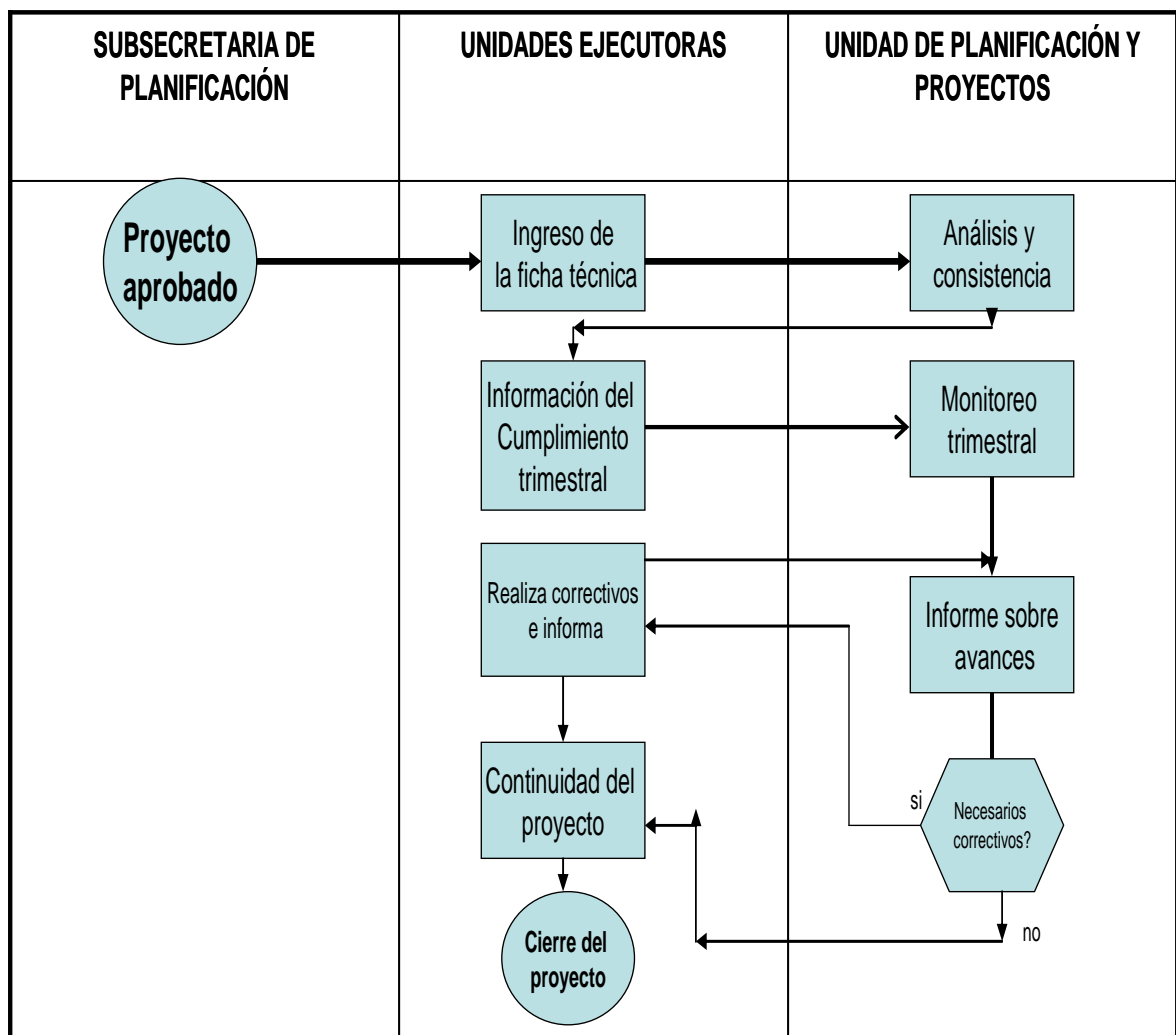 SUBSECRETARIA DE
PLANIFICACIÓN
UNIDADES EJECUTORAS
UNIDAD DE PLANIFICACIÓN Y
PROYECTOS
Proyecto
aprobado
Ingreso de
la ficha técnica
Análisis y
consistencia
Información del
Cumplimiento
trimestral
Monitoreo
trimestral
Realiza correctivos
e informa
Informe sobre
avances
Continuidad del
proyecto
si
Necesarios
correctivos?
no
Cierre del
proyecto